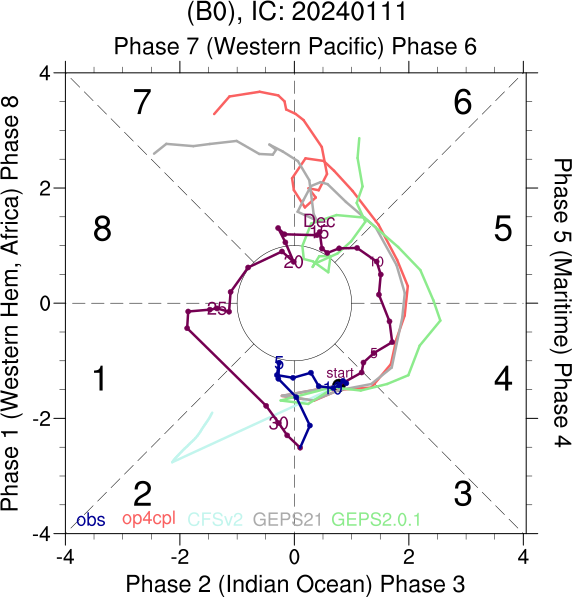 (B0), IC: 20240111
Phase 7 (Western Pacific) Phase 6
4
7
6
2
Dec
15
8
5
20
10
0
25
5
5
start
1
4
10
-2
30
2
3
obs
op4cpl
CFSv2
GEPS21
GEPS2.0.1
-4
-4
-2
0
2
4
Phase 2 (Indian Ocean) Phase 3
Phase 1 (Western Hem, Africa) Phase 8
Phase 5 (Maritime) Phase 4